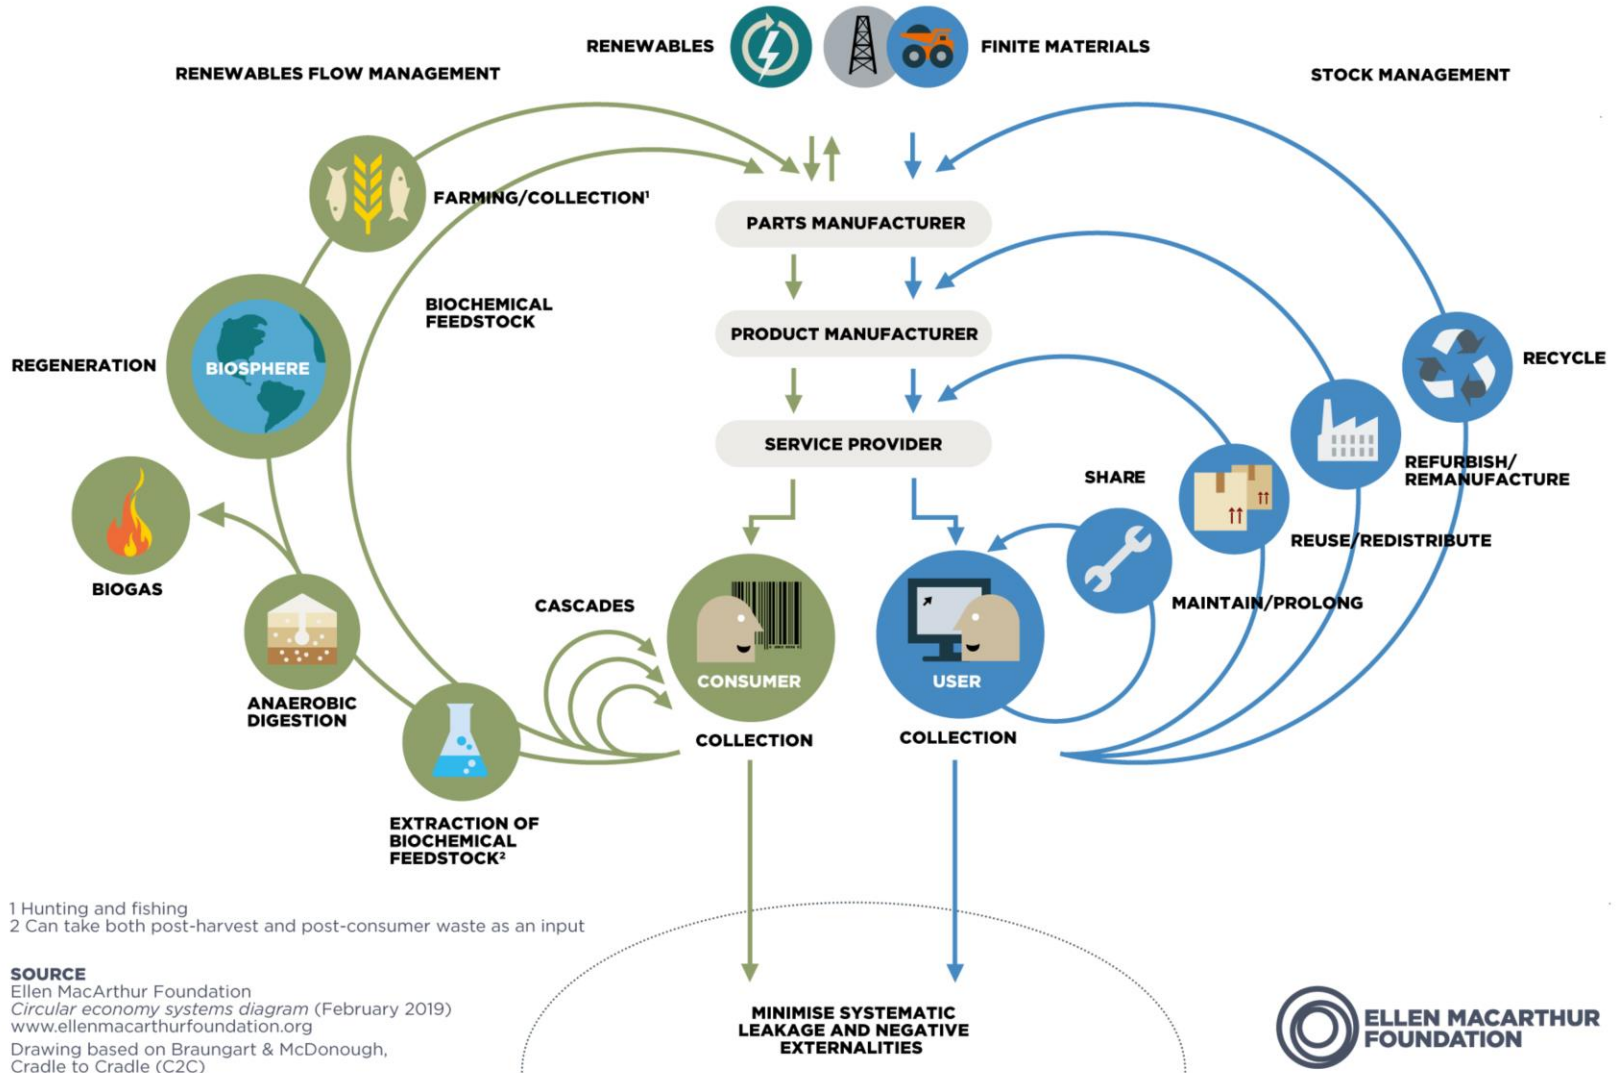 RENEWABLES
FINITE MATERIALS
RENEWABLES FLOW MANAGEMENT
STOCK MANAGEMENT
FARMING/COLLECTION¹
PARTS MANUFACTURER
BIOCHEMICAL
FEEDSTOCK
PRODUCT MANUFACTURER
REGENERATION
BIOSPHERE
RECYCLE
SERVICE PROVIDER
SHARE
REFURBISH/
REMANUFACTURE
REUSE/REDISTRIBUTE
BIOGAS
CASCADES
MAINTAIN/PROLONG
CONSUMER
USER
ANAEROBIC
DIGESTION
COLLECTION
COLLECTION
EXTRACTION OF
BIOCHEMICAL
FEEDSTOCK²
1 Hunting and fishing
2 Can take both post-harvest and post-consumer waste as an input
SOURCE
Ellen MacArthur Foundation
Circular economy systems diagram (February 2019)
www.ellenmacarthurfoundation.org
Drawing based on Braungart & McDonough,
Cradle to Cradle (C2C)
MINIMISE SYSTEMATIC
LEAKAGE AND NEGATIVE
EXTERNALITIES
ELLEN MACARTHUR
FOUNDATION